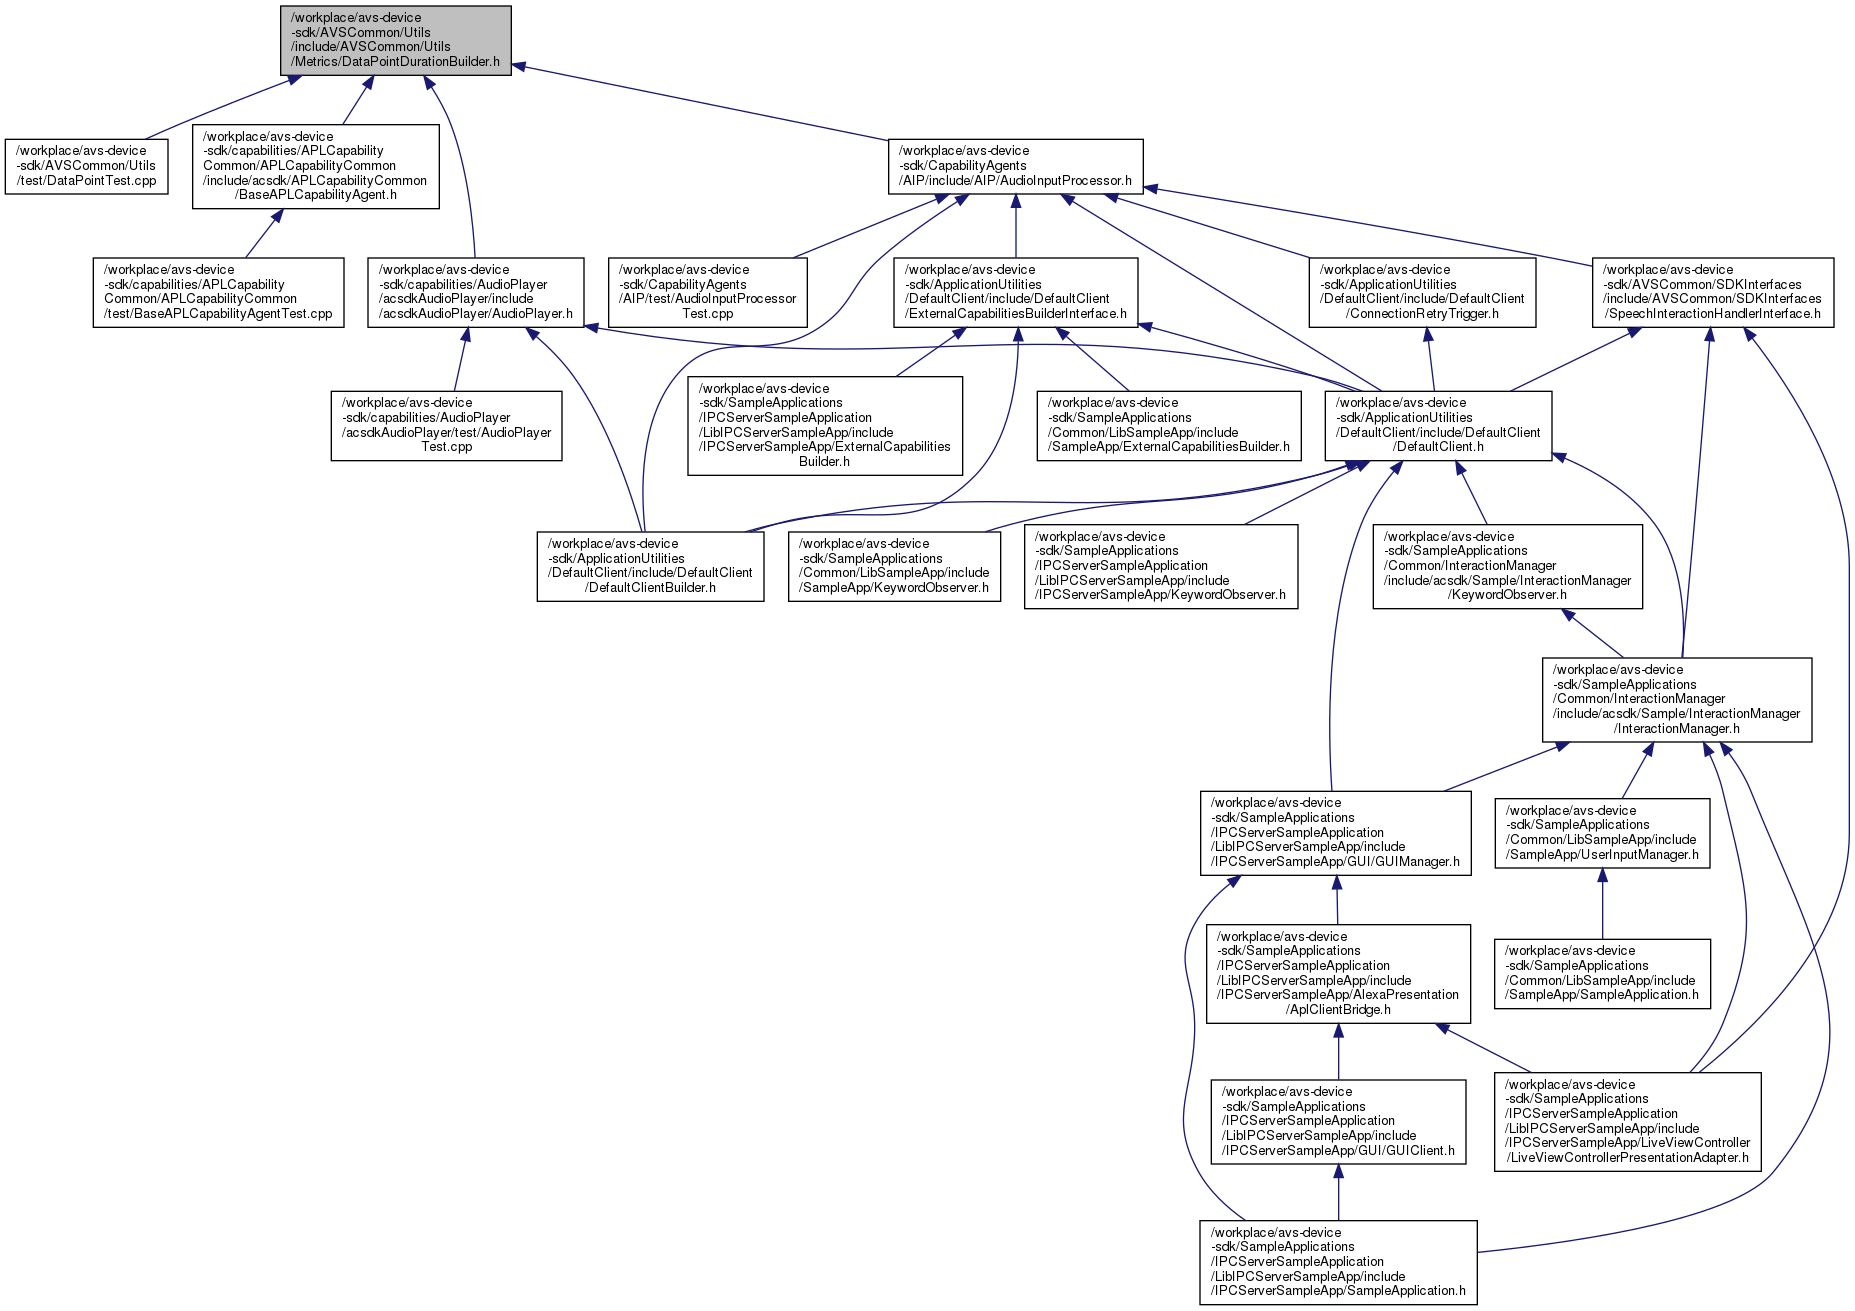 /workplace/avs-device
-sdk/AVSCommon/Utils
/include/AVSCommon/Utils
/Metrics/DataPointDurationBuilder.h
/workplace/avs-device
-sdk/AVSCommon/Utils
/test/DataPointTest.cpp
/workplace/avs-device
-sdk/capabilities/APLCapability
Common/APLCapabilityCommon
/include/acsdk/APLCapabilityCommon
/BaseAPLCapabilityAgent.h
/workplace/avs-device
-sdk/CapabilityAgents
/AIP/include/AIP/AudioInputProcessor.h
/workplace/avs-device
-sdk/capabilities/APLCapability
Common/APLCapabilityCommon
/test/BaseAPLCapabilityAgentTest.cpp
/workplace/avs-device
-sdk/capabilities/AudioPlayer
/acsdkAudioPlayer/include
/acsdkAudioPlayer/AudioPlayer.h
/workplace/avs-device
-sdk/CapabilityAgents
/AIP/test/AudioInputProcessor
Test.cpp
/workplace/avs-device
-sdk/ApplicationUtilities
/DefaultClient/include/DefaultClient
/ExternalCapabilitiesBuilderInterface.h
/workplace/avs-device
-sdk/ApplicationUtilities
/DefaultClient/include/DefaultClient
/ConnectionRetryTrigger.h
/workplace/avs-device
-sdk/AVSCommon/SDKInterfaces
/include/AVSCommon/SDKInterfaces
/SpeechInteractionHandlerInterface.h
/workplace/avs-device
-sdk/capabilities/AudioPlayer
/acsdkAudioPlayer/test/AudioPlayer
Test.cpp
/workplace/avs-device
-sdk/SampleApplications
/IPCServerSampleApplication
/LibIPCServerSampleApp/include
/IPCServerSampleApp/ExternalCapabilities
Builder.h
/workplace/avs-device
-sdk/SampleApplications
/Common/LibSampleApp/include
/SampleApp/ExternalCapabilitiesBuilder.h
/workplace/avs-device
-sdk/ApplicationUtilities
/DefaultClient/include/DefaultClient
/DefaultClient.h
/workplace/avs-device
-sdk/ApplicationUtilities
/DefaultClient/include/DefaultClient
/DefaultClientBuilder.h
/workplace/avs-device
-sdk/SampleApplications
/Common/LibSampleApp/include
/SampleApp/KeywordObserver.h
/workplace/avs-device
-sdk/SampleApplications
/IPCServerSampleApplication
/LibIPCServerSampleApp/include
/IPCServerSampleApp/KeywordObserver.h
/workplace/avs-device
-sdk/SampleApplications
/Common/InteractionManager
/include/acsdk/Sample/InteractionManager
/KeywordObserver.h
/workplace/avs-device
-sdk/SampleApplications
/Common/InteractionManager
/include/acsdk/Sample/InteractionManager
/InteractionManager.h
/workplace/avs-device
-sdk/SampleApplications
/IPCServerSampleApplication
/LibIPCServerSampleApp/include
/IPCServerSampleApp/GUI/GUIManager.h
/workplace/avs-device
-sdk/SampleApplications
/Common/LibSampleApp/include
/SampleApp/UserInputManager.h
/workplace/avs-device
-sdk/SampleApplications
/IPCServerSampleApplication
/LibIPCServerSampleApp/include
/IPCServerSampleApp/AlexaPresentation
/AplClientBridge.h
/workplace/avs-device
-sdk/SampleApplications
/Common/LibSampleApp/include
/SampleApp/SampleApplication.h
/workplace/avs-device
-sdk/SampleApplications
/IPCServerSampleApplication
/LibIPCServerSampleApp/include
/IPCServerSampleApp/GUI/GUIClient.h
/workplace/avs-device
-sdk/SampleApplications
/IPCServerSampleApplication
/LibIPCServerSampleApp/include
/IPCServerSampleApp/LiveViewController
/LiveViewControllerPresentationAdapter.h
/workplace/avs-device
-sdk/SampleApplications
/IPCServerSampleApplication
/LibIPCServerSampleApp/include
/IPCServerSampleApp/SampleApplication.h